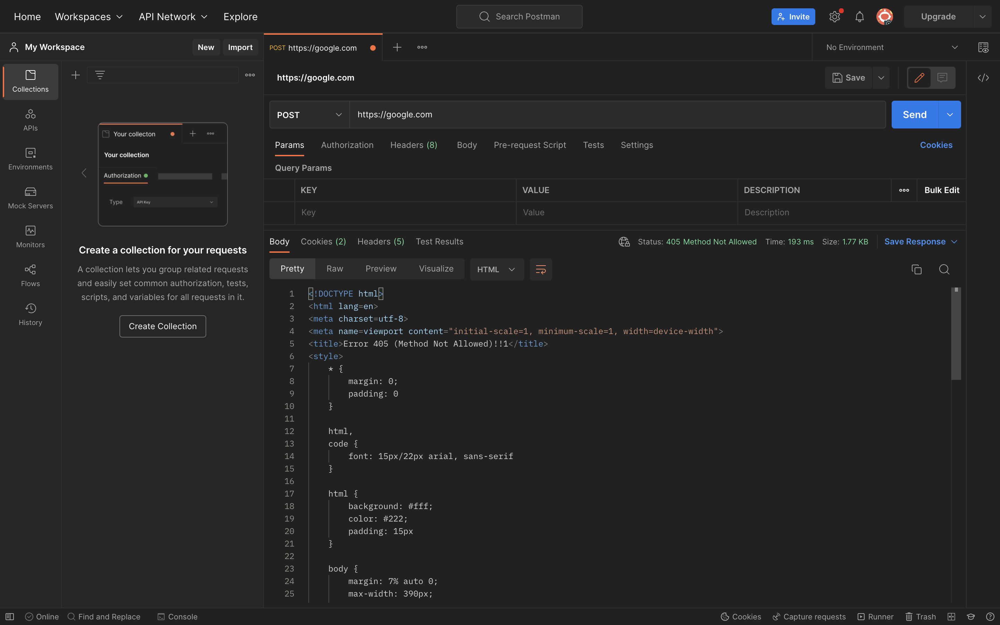 Home Workspaces API Network Explore Search Postman Invite Upgrade
My Workspace New Import POST https://google.com No Environment
Collections
APIs
Environments
Mock Servers
Monitors
Flows
History
Your collecton
Your collection
Authorization
Type API Key
Create a collection for your requests
A collection lets you group related requests
and easily set common authorization, tests,
scripts, and variables for all requests in it.
Create Collection
https://google.com Save
POST https://google.com Send
Params Authorization Headers (8) Body Pre-request Script Tests Settings Cookies
Query Params
KEY VALUE DESCRIPTION Bulk Edit
Key Value Description
Body Cookies (2) Headers (5) Test Results Status: 405 Method Not Allowed Time: 193 ms Size: 1.77 KB Save Response
Pretty Raw Preview Visualize HTML
1 <!DOCTYPE html>
2 <html lang=en>
3 <meta charset=utf-8>
4 <meta name=viewport content="initial-scale=1, minimum-scale=1, width=device-width">
5 <title>Error 405 (Method Not Allowed)!!1</title>
6 <style>
7 * {
8 margin: 0;
9 padding: 0
10 }
11
12 html,
13 code {
14 font: 15px/22px arial, sans-serif
15 }
16
17 html {
18 background: #fff;
19 color: #222;
20 padding: 15px
21 }
22
23 body {
24 margin: 7% auto 0;
25 max-width: 390px;
Online Find and Replace Console Cookies Capture requests Runner Trash